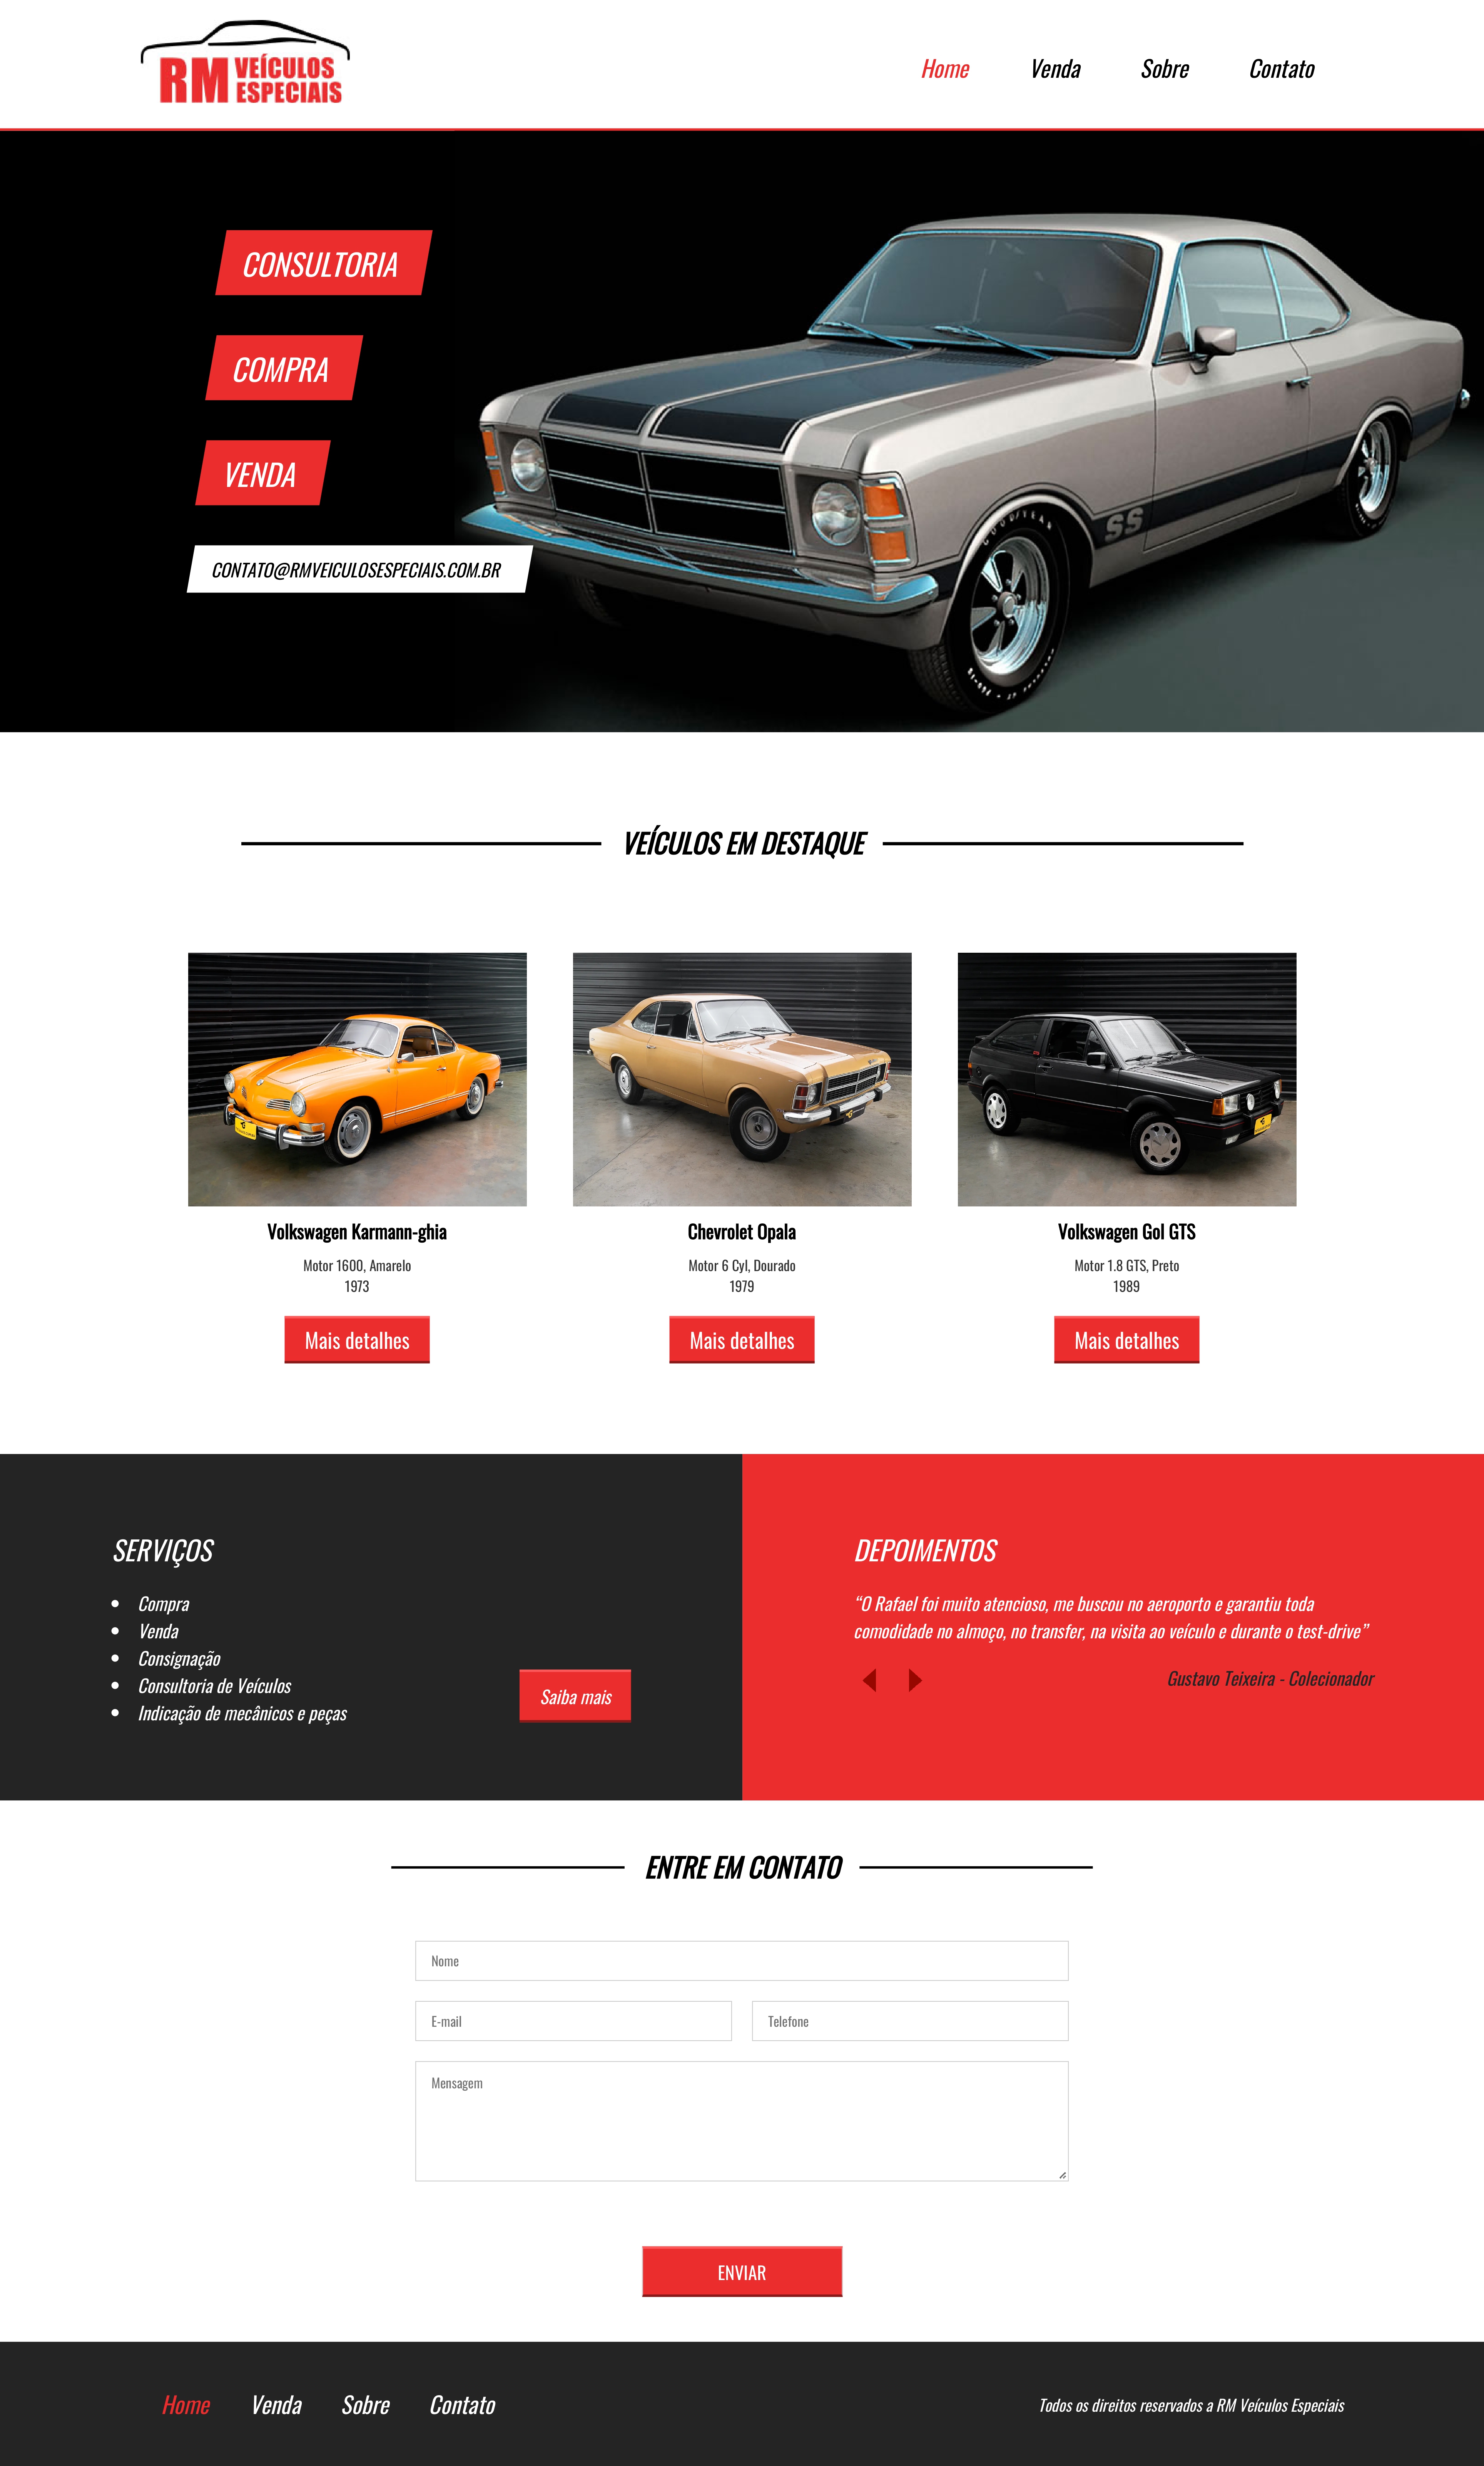 RM VEÍCULOS
ESPECIAIS
Home Venda Sobre Contato
CONSULTORIA
COMPRA
VENDA
CONTATO@RMVEICULOSESPECIAIS.COM.BR
GOODYEAR
SS
VEÍCULOS EM DESTAQUE
Volkswagen Karmann-ghia
Motor 1600, Amarelo
1973
Mais detalhes
Chevrolet Opala
Motor 6 Cyl, Dourado
1979
Mais detalhes
Volkswagen Gol GTS
Motor 1.8 GTS, Preto
1989
Mais detalhes
SERVIÇOS
Compra
Venda
Consignação
Consultoria de Veículos
Indicação de mecânicos e peças
Saiba mais
DEPOIMENTOS
“O Rafael foi muito atencioso, me buscou no aeroporto e garantiu toda
comodidade no almoço, no transfer, na visita ao veículo e durante o test-drive”
Gustavo Teixeira - Colecionador
ENTRE EM CONTATO
Nome
E-mail Telefone
Mensagem
ENVIAR
Home Venda Sobre Contato
Todos os direitos reservados a RM Veículos Especiais